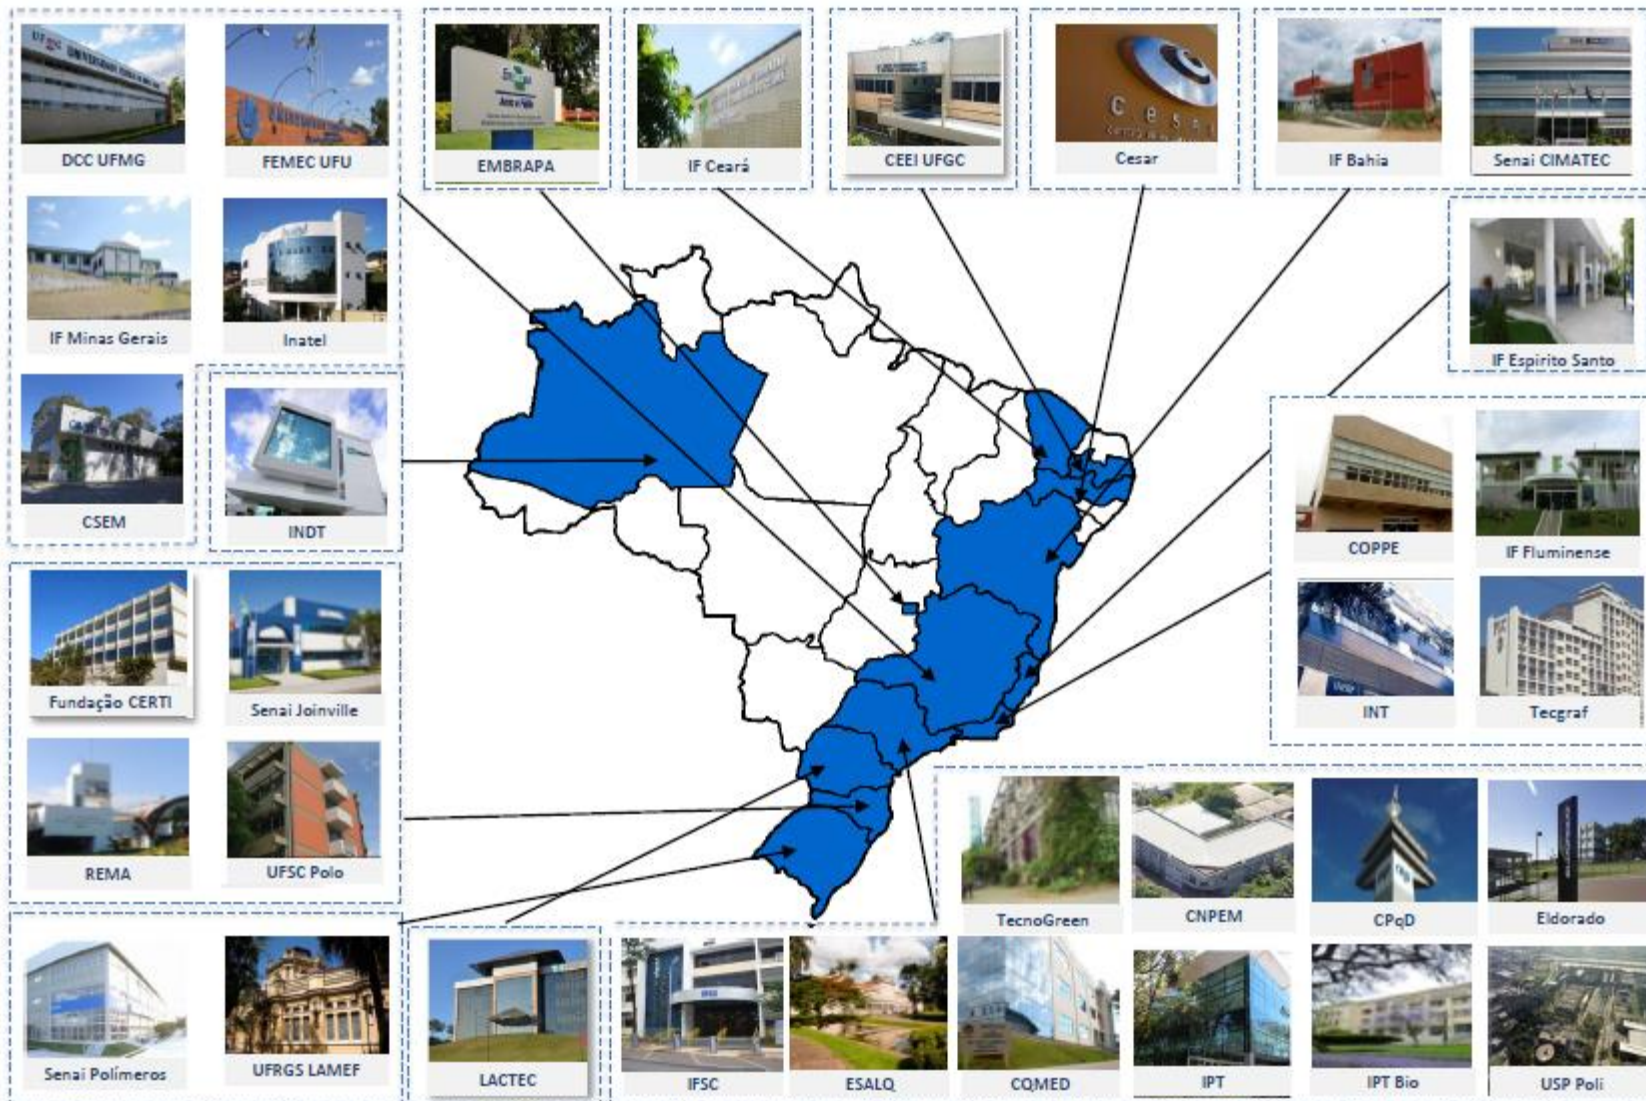 DCC UFMG
FEMEC UFU
EMBRAPA
IF Ceará
CEEI UFGC
Cesar
IF Bahia
Senai CIMATEC
IF Minas Gerais
Inatel
IF Espirito Santo
CSEM
INDT
COPPE
IF Fluminense
Fundação CERTI
Senai Joinville
INT
Tecgraf
REMA
UFSC Polo
TecnoGreen
CNPEM
CPqD
Eldorado
Senai Polímeros
UFRGS LAMEF
LACTEC
IFSC
ESALQ
CQMED
IPT
IPT Bio
USP Poli